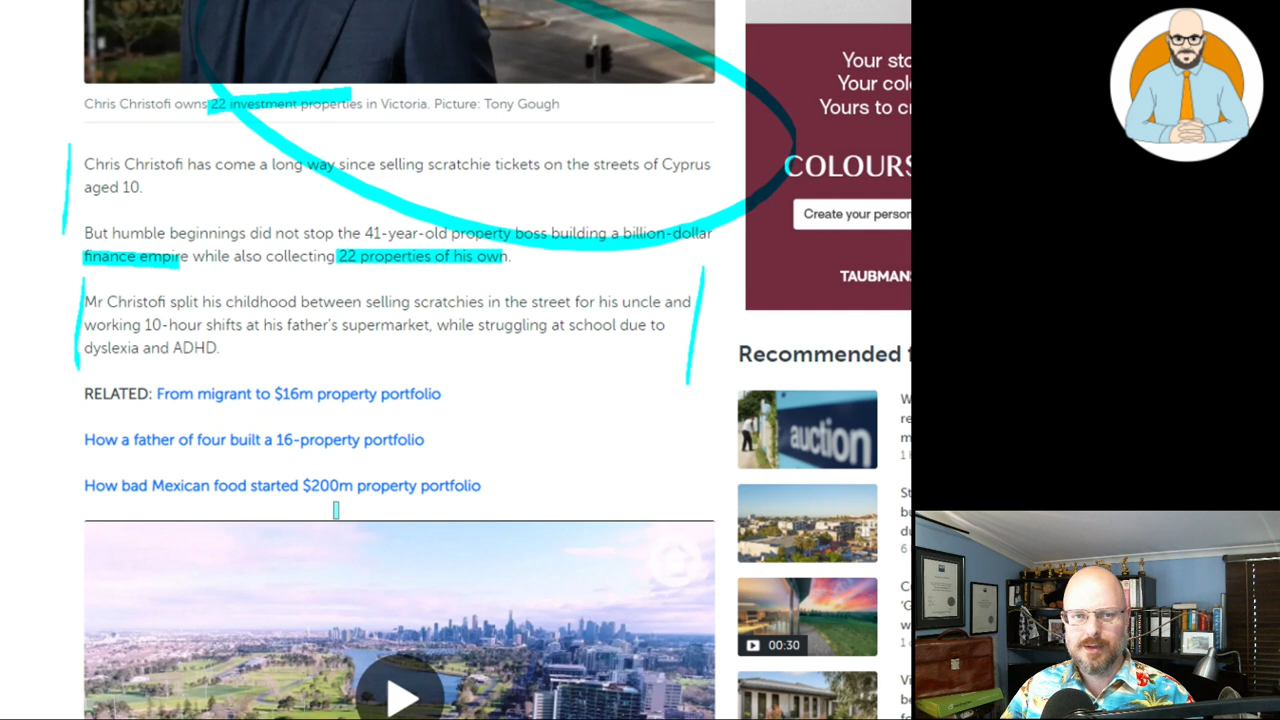 Chris Christofi owns 22 investment properties in Victoria. Picture: Tony Gough
Chris Christofi has come a long way since selling scratchie tickets on the streets of Cyprus
aged 10.
But humble beginnings did not stop the 41-year-old property boss building a billion-dollar
finance empire while also collecting 22 properties of his own.
Mr Christofi split his childhood between selling scratchies in the street for his uncle and
working 10-hour shifts at his father's supermarket, while struggling at school due to
dyslexia and ADHD.
RELATED: From migrant to $16m property portfolio
How a father of four built a 16-property portfolio
How bad Mexican food started $200m property portfolio
Your
Your
Yours to
COLOURS
Create your
TAUBMANS
Recommended
auction
1
6
00:30
1